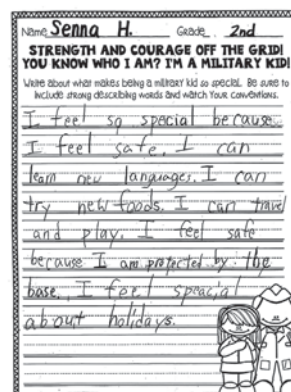 Name Senna H. Grade 2nd
STRENGTH AND COURAGE OFF THE GRID!
YOU KNOW WHO I AM? I'M A MILITARY KID!
Write about what makes being a military kid so special. Be sure to
include strong describing words and watch your conventions.
I feel so special because
I feel safe. I can
learn new languages. I can
try new foods. I can travel
and play. I feel safe
because I am protected by the
base. I feel speacial
about holidays.